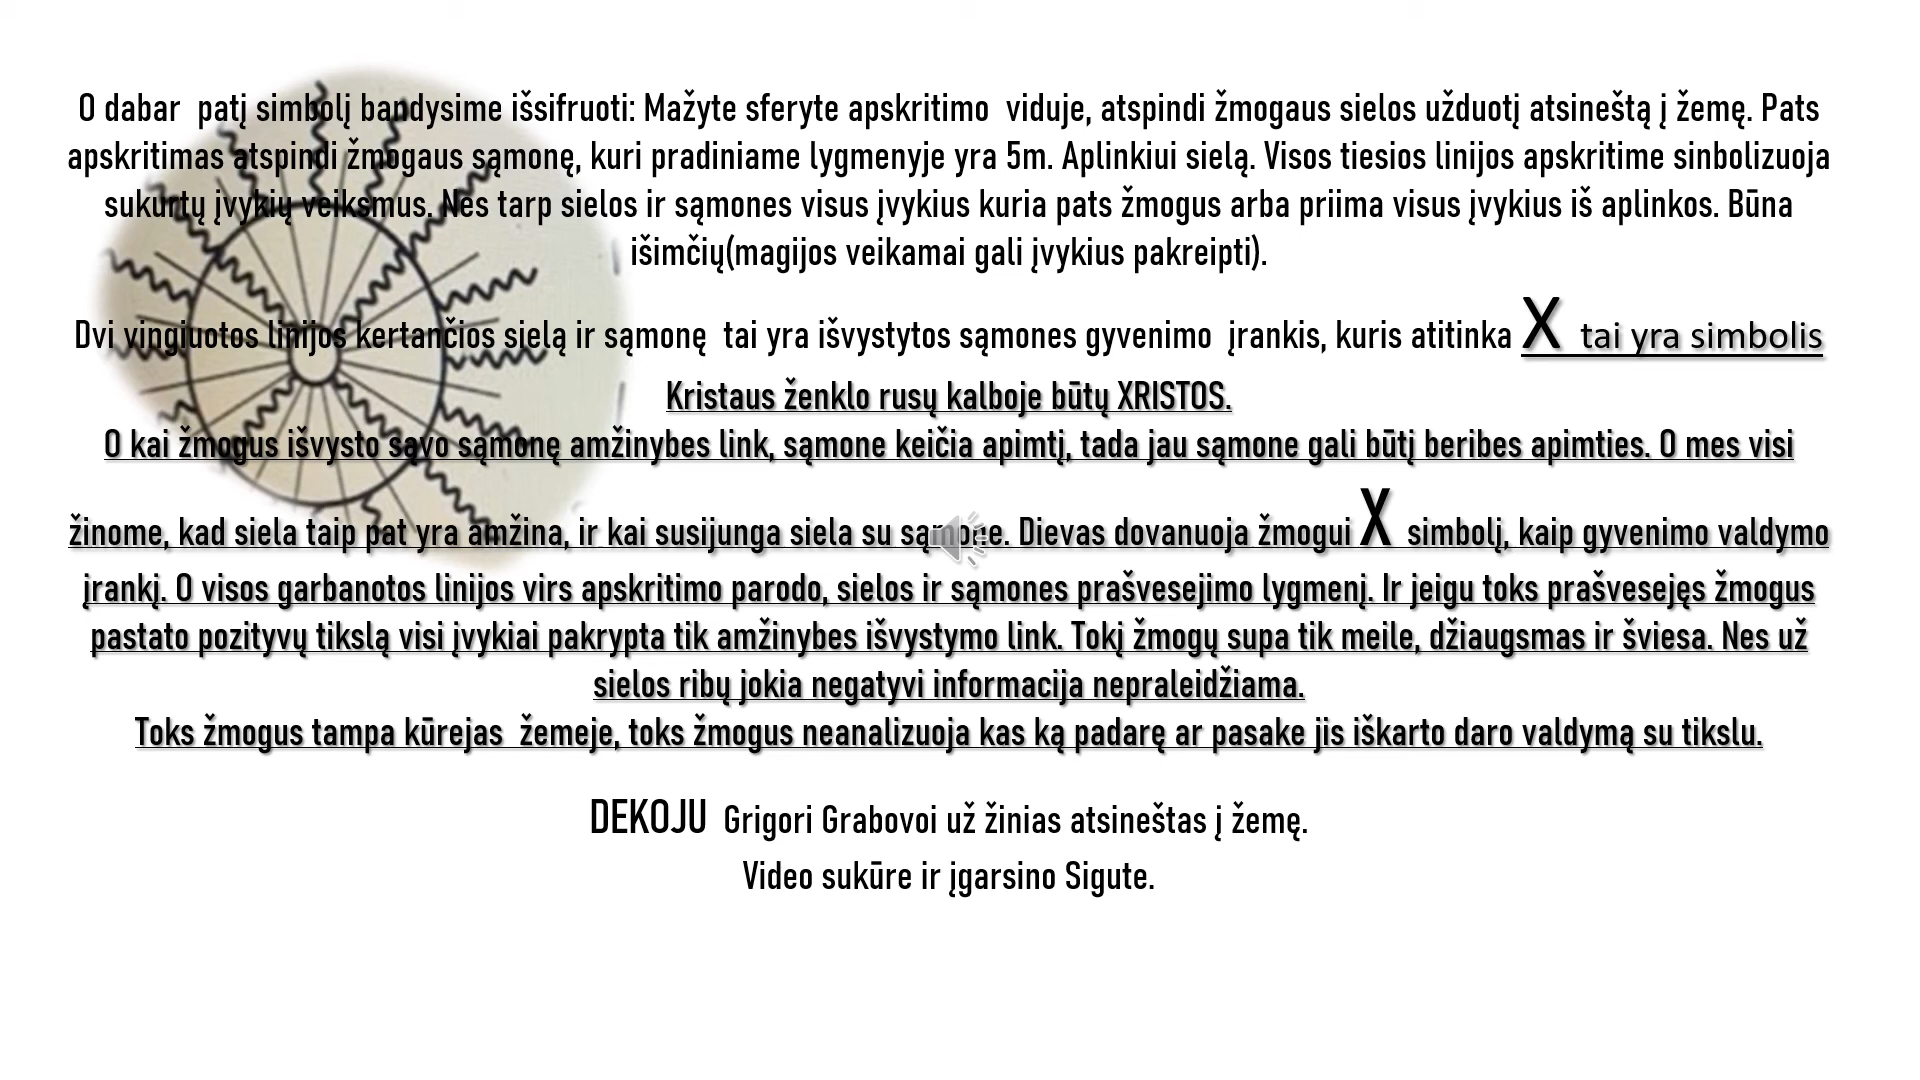 O dabar patį simbolį bandysime išsifruoti: Mažyte sferyte apskritimo viduje, atspindi žmogaus sielos užduotį atsineštą į žemę. Pats
apskritimas atspindi žmogaus sąmonę, kuri pradiniame lygmenyje yra 5m. Aplinkiui sielą. Visos tiesios linijos apskritime sinbolizuoja
sukurtų įvykių veiksmus. Nes tarp sielos ir sąmones visus įvykius kuria pats žmogus arba priima visus įvykius iš aplinkos. Būna
išimčių(magijos veikamai gali įvykius pakreipti).
Dvi vingiuotos linijos kertančios sielą ir sąmonę tai yra išvystytos sąmones gyvenimo įrankis, kuris atitinka X tai yra simbolis
Kristaus ženklo rusų kalboje būtų XRISTOS.
O kai žmogus išvysto savo sąmonę amžinybes link, sąmone keičia apimtį, tada jau sąmone gali būtį beribes apimties. O mes visi
žinome, kad siela taip pat yra amžina, ir kai susijunga siela su sąmone. Dievas dovanuoja žmogui X simbolį, kaip gyvenimo valdymo
įrankį. O visos garbanotos linijos virs apskritimo parodo, sielos ir sąmones prašvesejimo lygmenį. Ir jeigu toks prašvesejęs žmogus
pastato pozityvų tikslą visi įvykiai pakrypta tik amžinybes išvystymo link. Tokį žmogų supa tik meile, džiaugsmas ir šviesa. Nes už
sielos ribų jokia negatyvi informacija nepraleidžiama.
Toks žmogus tampa kūrejas žemeje, toks žmogus neanalizuoja kas ką padarę ar pasake jis iškarto daro valdymą su tikslu.
DEKOJU Grigori Grabovoi už žinias atsineštas į žemę.
Video sukūre ir įgarsino Sigute.